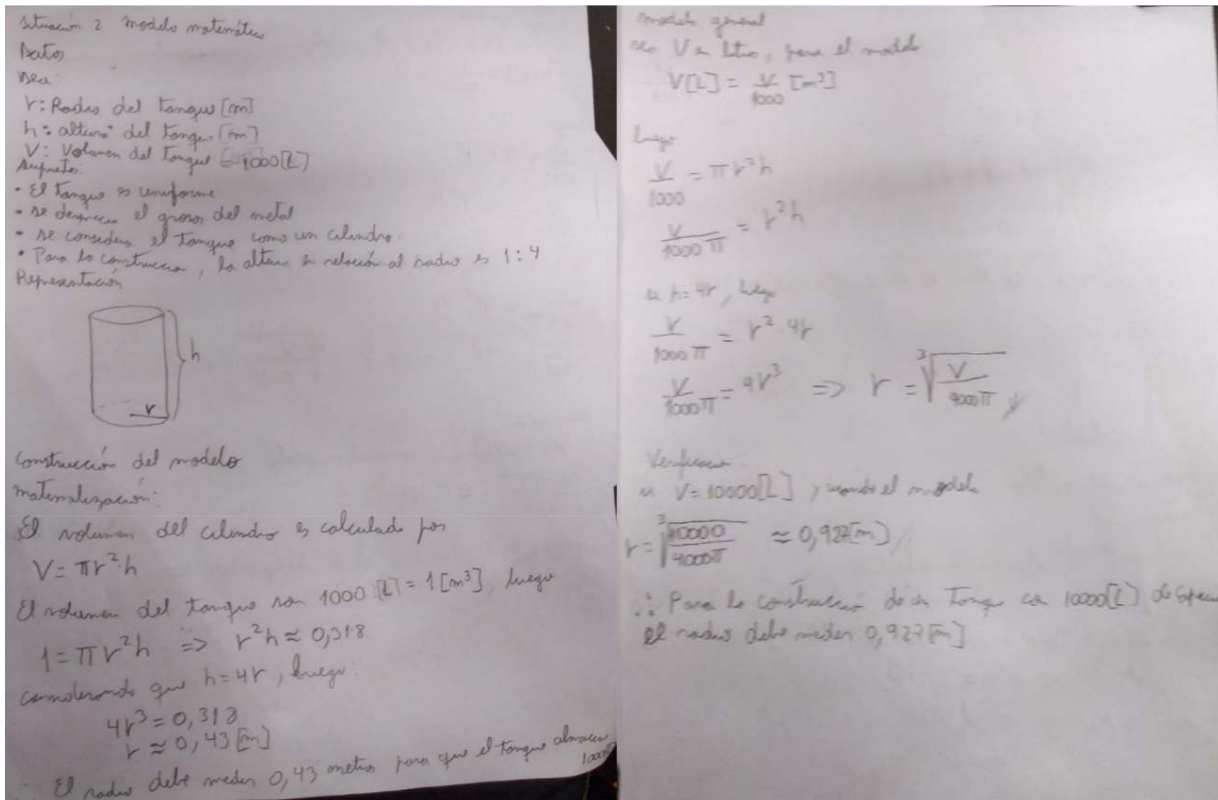 Situación 2 Modelo matemático
Datos
Sea:
r: Radio del tanque [m]
h: altura del tanque [m]
V: Volumen del tanque = 1000[L]
Supuestos:
• El tanque es uniforme
• se desprecia el grosor del metal
• se considera el tanque como un cilindro.
• Para la construcción, la altura en relación al radio es 1:4
Representación
h
r
Construcción del modelo
matematización:
El volumen del cilindro es calculado por
V = πr²h
El volumen del tanque son 1000 [L] = 1 [m³], luego
1 = πr²h => r²h ≈ 0,318
considerando que h = 4r, luego:
4r³ = 0,318
r ≈ 0,43 [m]
El radio debe medir 0,43 metros para que el tanque almacene
modelo general
sea V en litros, para el modelo
V[L] = V/1000 [m³]
luego
V/1000 = πr²h
V/1000π = r²h
si h = 4r, luego
V/1000π = r² 4r
V/1000π = 4r³ => r = ∛(V/4000π)
Verificación
si V = 10000[L], usando el modelo
r = ∛(10000/4000π) ≈ 0,927[m]
∴ Para la construcción de un Tanque con 10000[L] de
el radio debe medir 0,927[m]